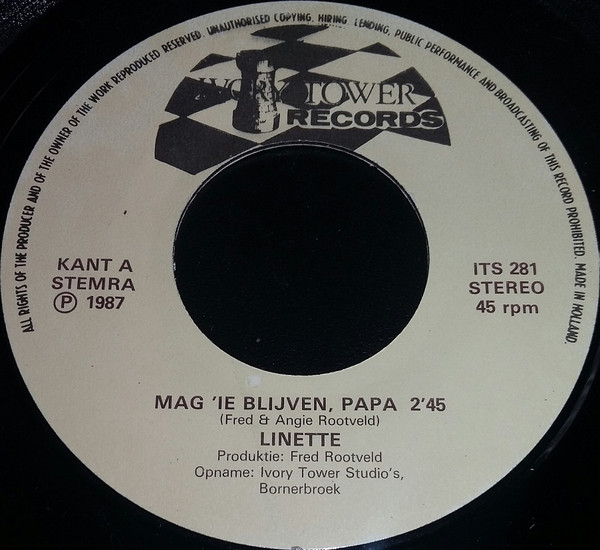 ALL RIGHTS OF THE PRODUCER AND OF THE OWNER OF THE WORK REPRODUCED RESERVED. UNAUTHORISED COPYING, HIRING LENDING, PUBLIC PERFORMANCE AND BROADCASTING OF THIS RECORD PROHIBITED. MADE IN HOLLAND.
IVORY TOWER
RECORDS
KANT A
STEMRA
Ⓟ 1987
ITS 281
STEREO
45 rpm
MAG 'IE BLIJVEN, PAPA 2'45
(Fred & Angie Rootveld)
LINETTE
Produktie: Fred Rootveld
Opname: Ivory Tower Studio's,
Bornerbroek